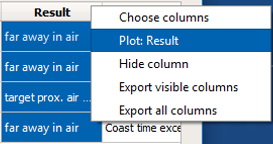 Result
Choose columns
far away in air
Plot: Result
far away in air
Hide column
Export visible columns
target prox. air ...
Export all columns
far away in air
Coast time exce